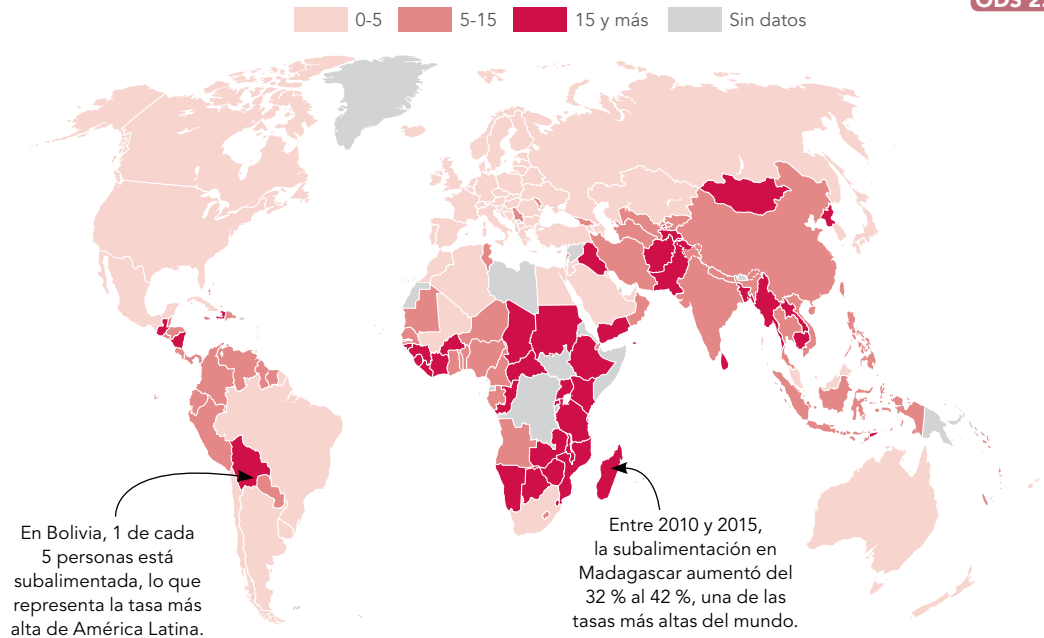 0-5 5-15 15 y más Sin datos
En Bolivia, 1 de cada
5 personas está
subalimentada, lo que
representa la tasa más
alta de América Latina.
Entre 2010 y 2015,
la subalimentación en
Madagascar aumentó del
32 % al 42 %, una de las
tasas más altas del mundo.